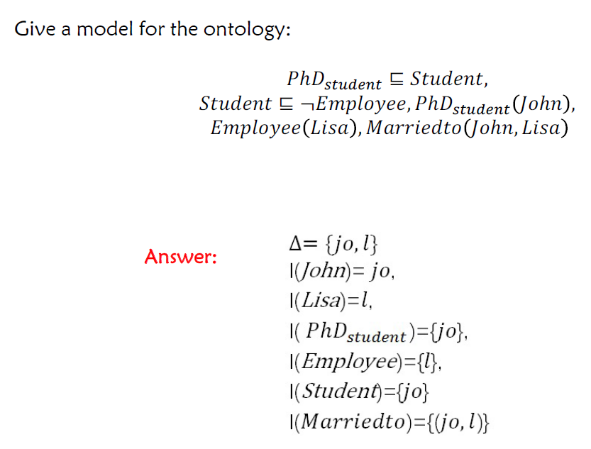 Give a model for the ontology:
PhD_student ⊑ Student,
Student ⊑ ¬Employee, PhD_student(John),
Employee(Lisa), Marriedto(John, Lisa)
Answer:
Δ= {jo, l}
I(John)= jo,
I(Lisa)=l,
I( PhD_student)={jo},
I(Employee)={l},
I(Student)={jo}
I(Marriedto)={(jo, l)}